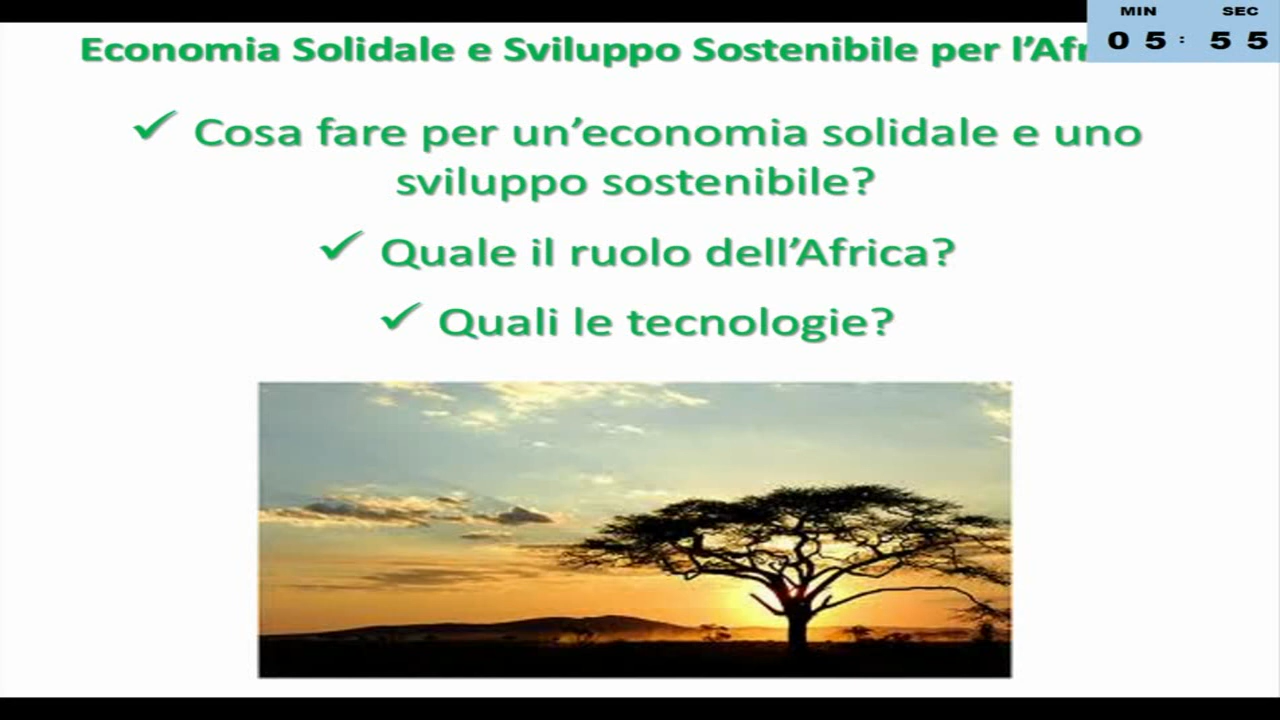 MIN SEC
05:55
Economia Solidale e Sviluppo Sostenibile per
✓ Cosa fare per un’economia solidale e uno
sviluppo sostenibile?
✓ Quale il ruolo dell’Africa?
✓ Quali le tecnologie?